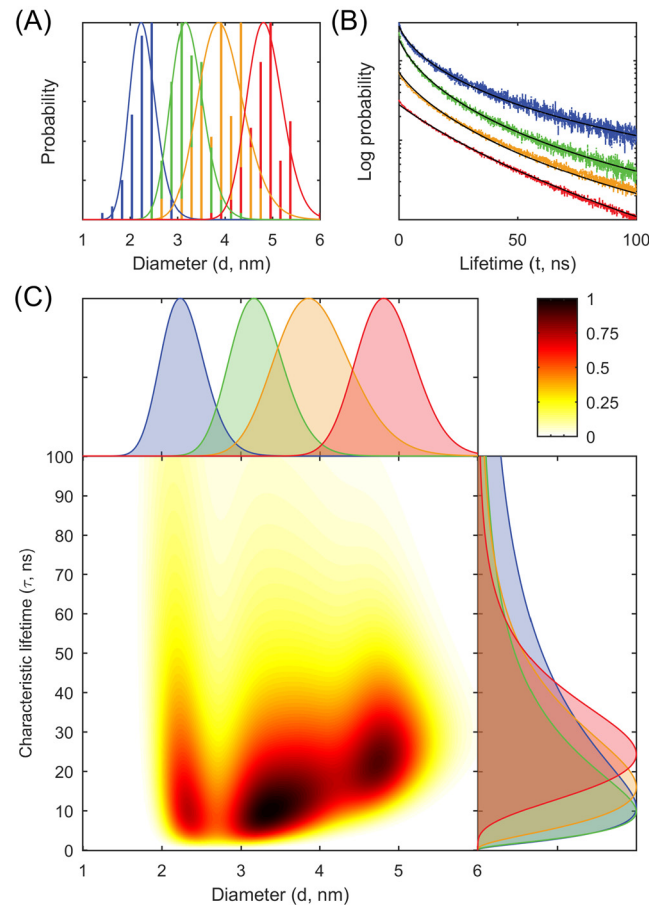 (A)
Probability
1 2 3 4 5 6
Diameter (d, nm)
(B)
Log probability
0 50 100
Lifetime (t, ns)
(C)
1
0.75
0.5
0.25
0
100
90
80
70
60
50
40
30
20
10
0
Characteristic lifetime (τ, ns)
1 2 3 4 5 6
Diameter (d, nm)